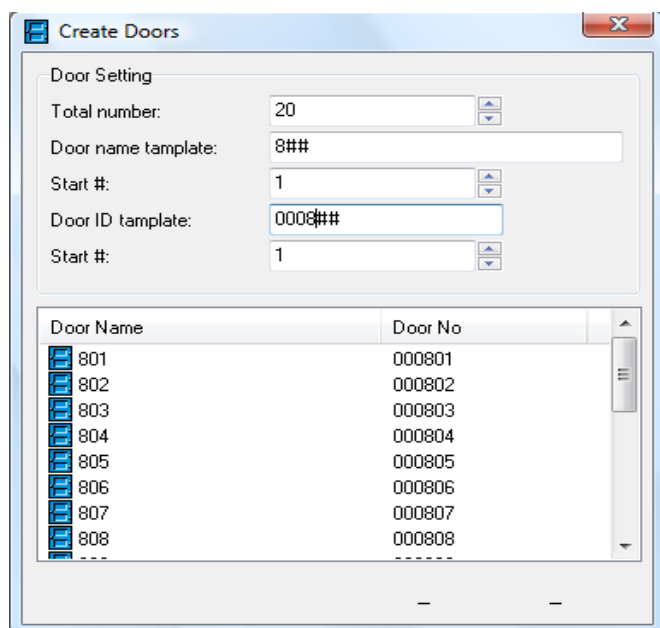 Create Doors
Door Setting
Total number: 20
Door name tamplate: 8##
Start #: 1
Door ID tamplate: 0008##
Start #: 1
Door Name Door No
801 000801
802 000802
803 000803
804 000804
805 000805
806 000806
807 000807
808 000808